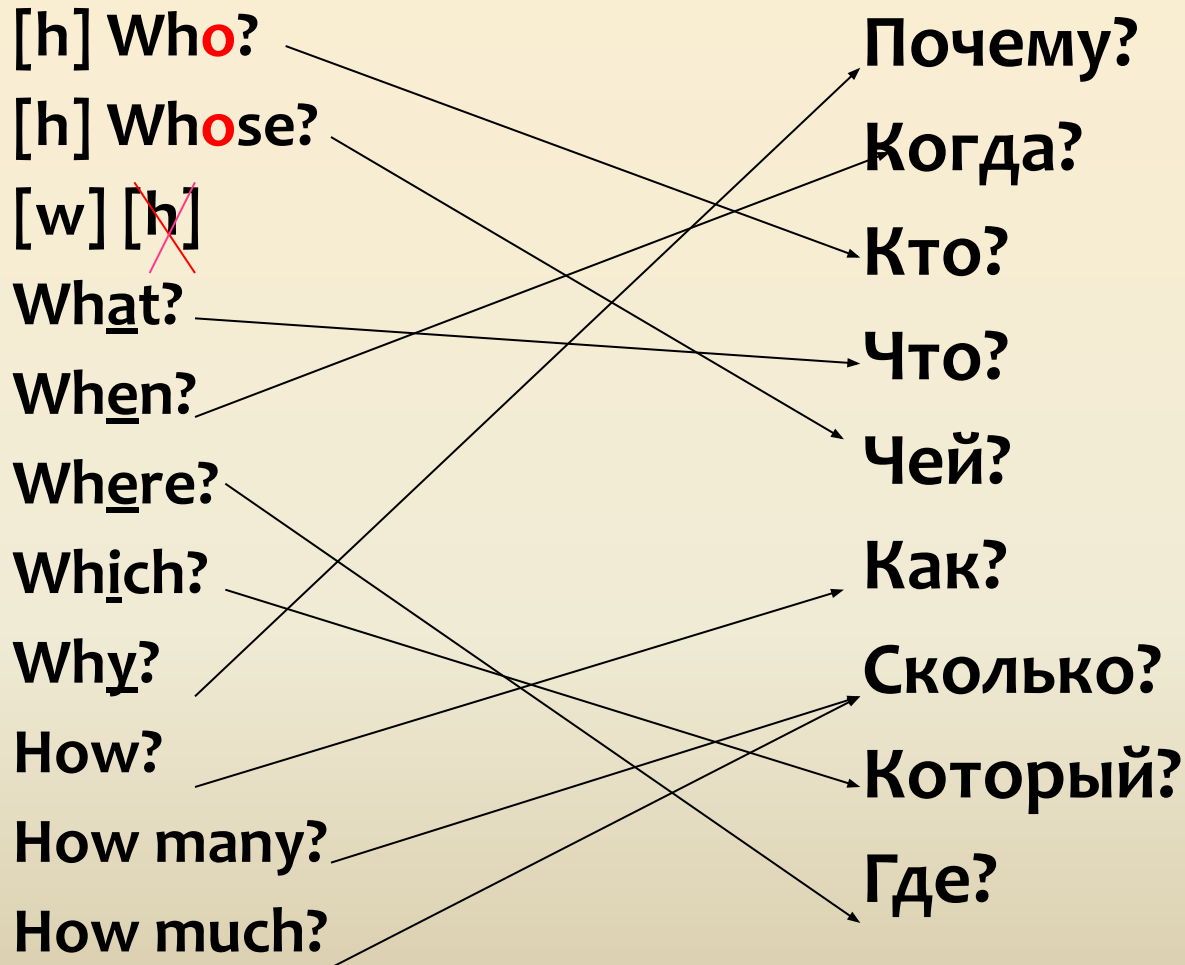 [h] Who?
[h] Whose?
[w] [h]
What?
When?
Where?
Which?
Why?
How?
How many?
How much?
Почему?
Когда?
Кто?
Что?
Чей?
Как?
Сколько?
Который?
Где?